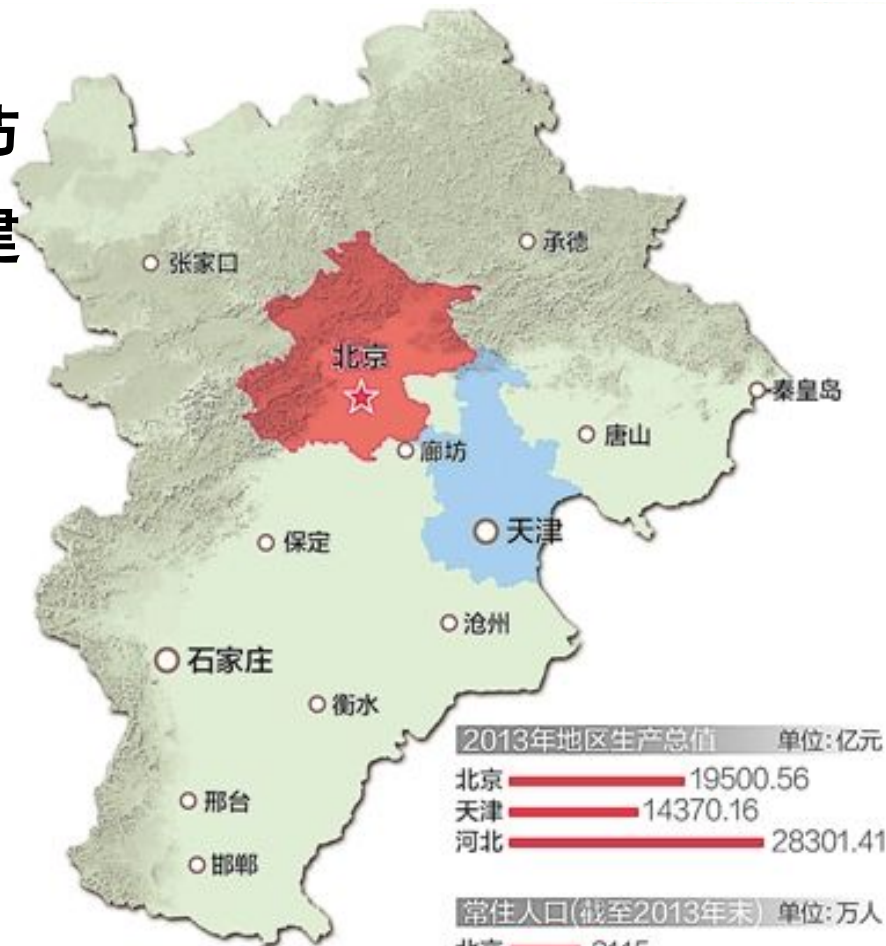 承德
张家口
北京
秦皇岛
唐山
廊坊
天津
保定
沧州
石家庄
衡水
邢台
邯郸
2013年地区生产总值 单位:亿元
北京 19500.56
天津 14370.16
河北 28301.41
常住人口(截至2013年末) 单位:万人